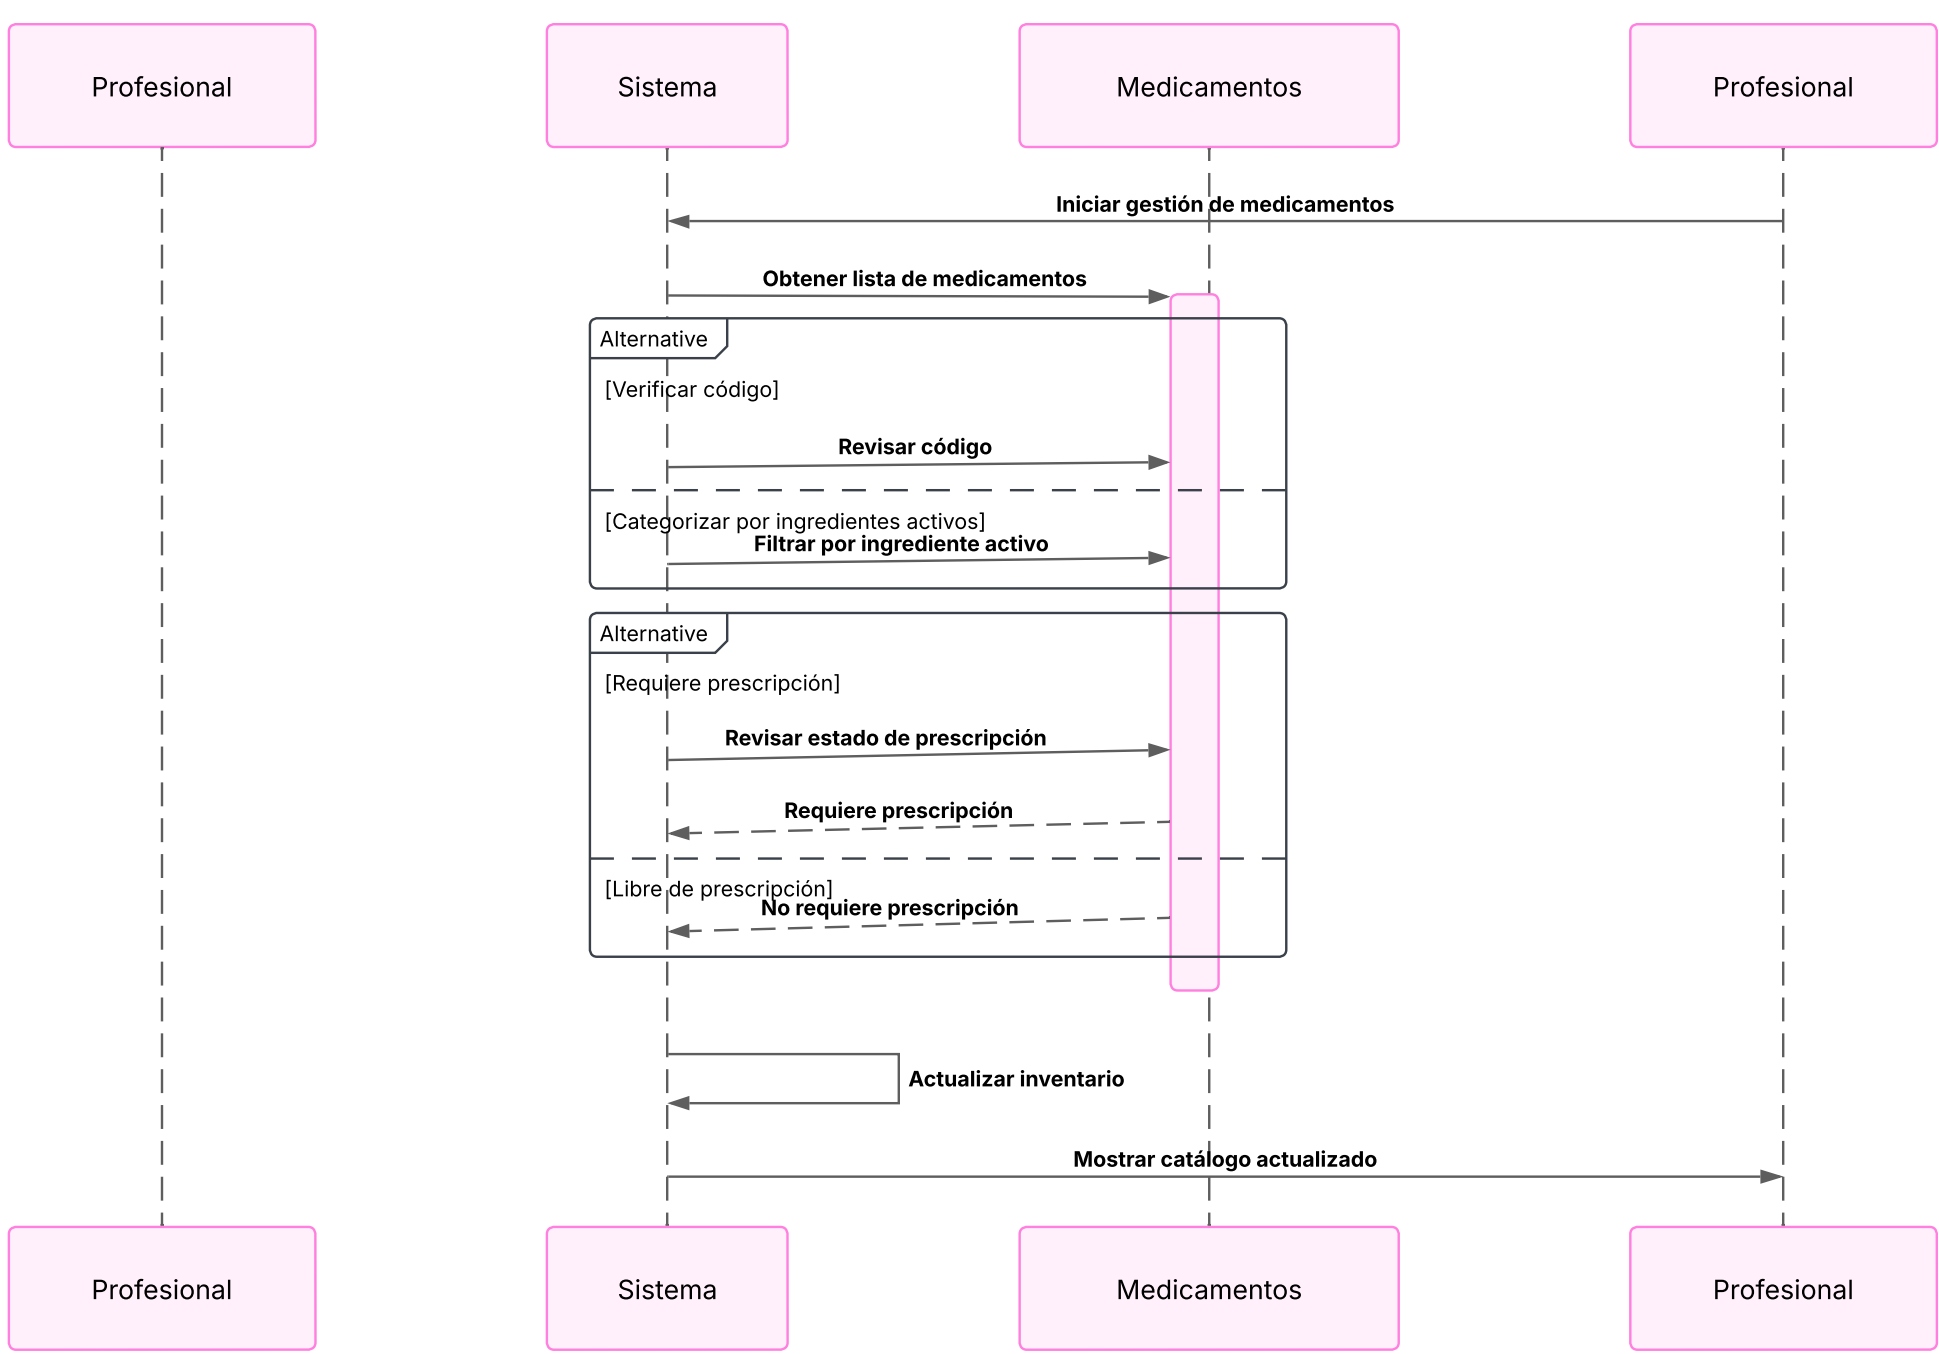 Profesional
Sistema
Medicamentos
Profesional
Iniciar gestión de medicamentos
Obtener lista de medicamentos
Alternative
[Verificar código]
Revisar código
[Categorizar por ingredientes activos]
Filtrar por ingrediente activo
Alternative
[Requiere prescripción]
Revisar estado de prescripción
Requiere prescripción
[Libre de prescripción]
No requiere prescripción
Actualizar inventario
Mostrar catálogo actualizado
Profesional
Sistema
Medicamentos
Profesional